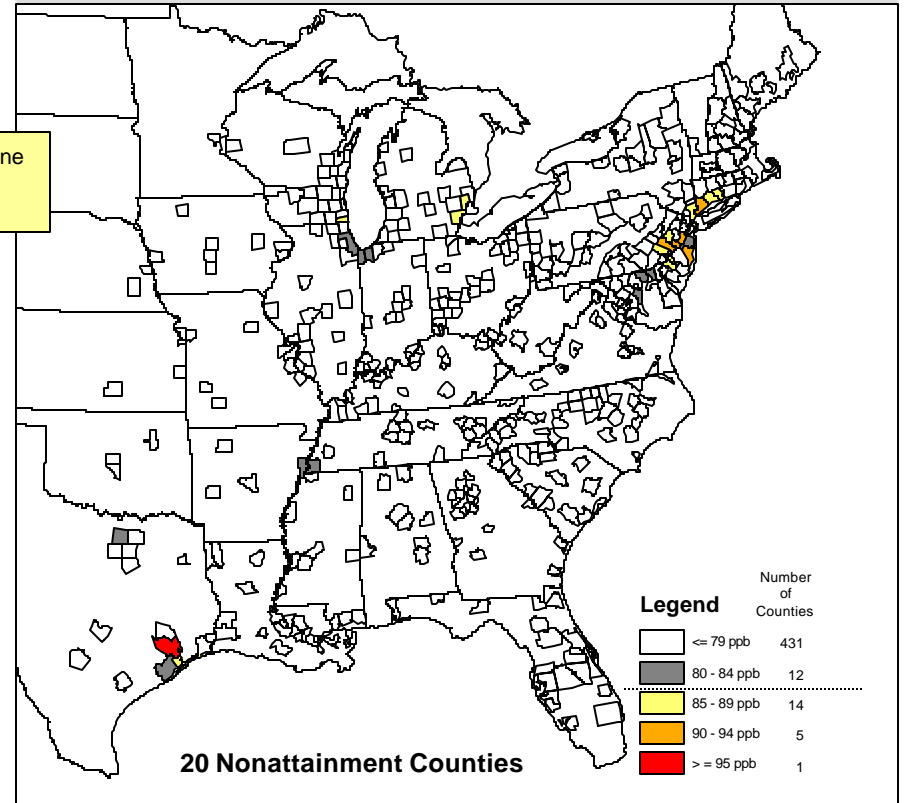 ne
Number
of
Counties
Legend
<= 79 ppb 431
80 - 84 ppb 12
85 - 89 ppb 14
90 - 94 ppb 5
> = 95 ppb 1
20 Nonattainment Counties